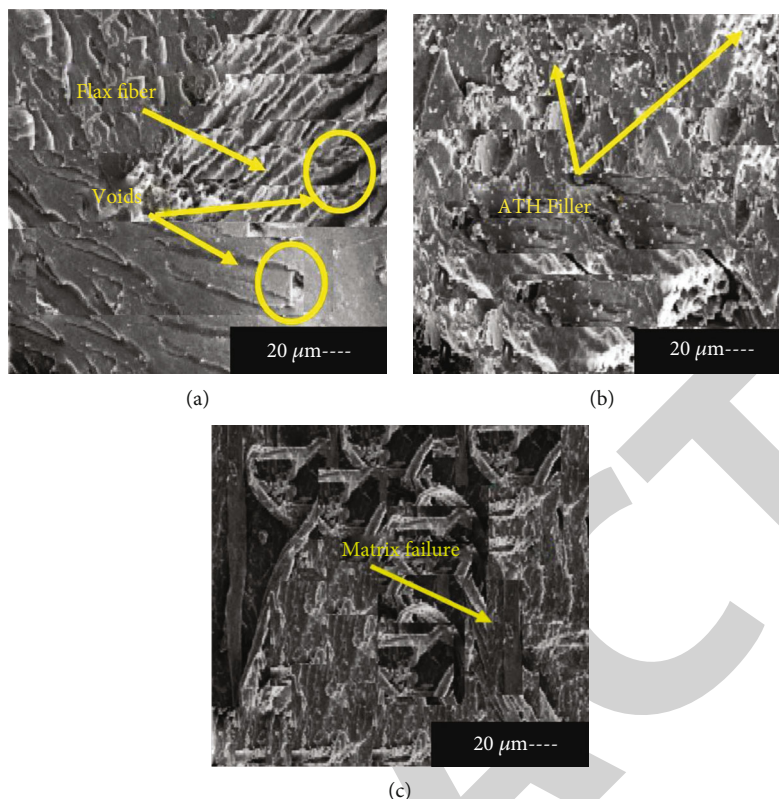 Flax fiber
Voids
20 μm----
(a)
ATH Filler
20 μm----
(b)
Matrix failure
20 μm----
(c)